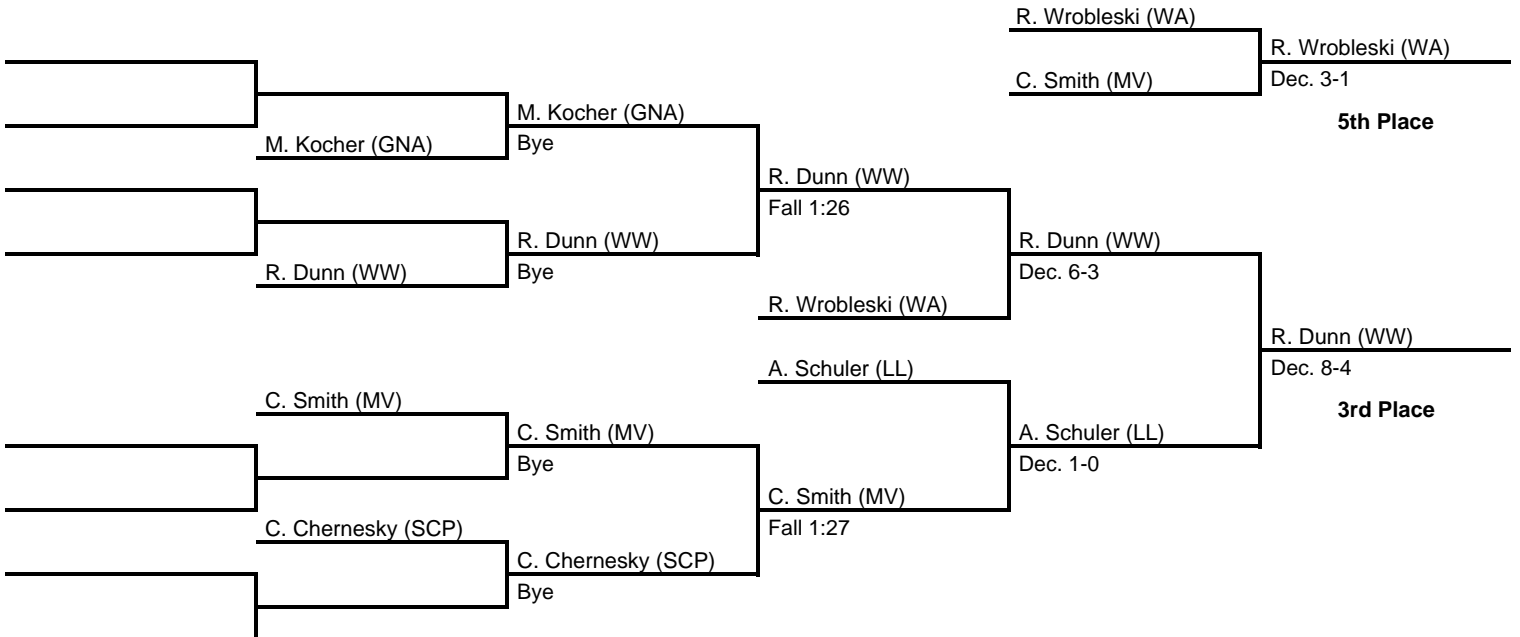 R. Wrobleski (WA)
R. Wrobleski (WA)
C. Smith (MV)
Dec. 3-1
5th Place
M. Kocher (GNA)
M. Kocher (GNA)
Bye
R. Dunn (WW)
Fall 1:26
R. Dunn (WW)
R. Dunn (WW)
Bye
R. Dunn (WW)
Dec. 6-3
R. Wrobleski (WA)
R. Dunn (WW)
Dec. 8-4
3rd Place
A. Schuler (LL)
C. Smith (MV)
C. Smith (MV)
Bye
A. Schuler (LL)
Dec. 1-0
C. Smith (MV)
Fall 1:27
C. Chernesky (SCP)
C. Chernesky (SCP)
Bye